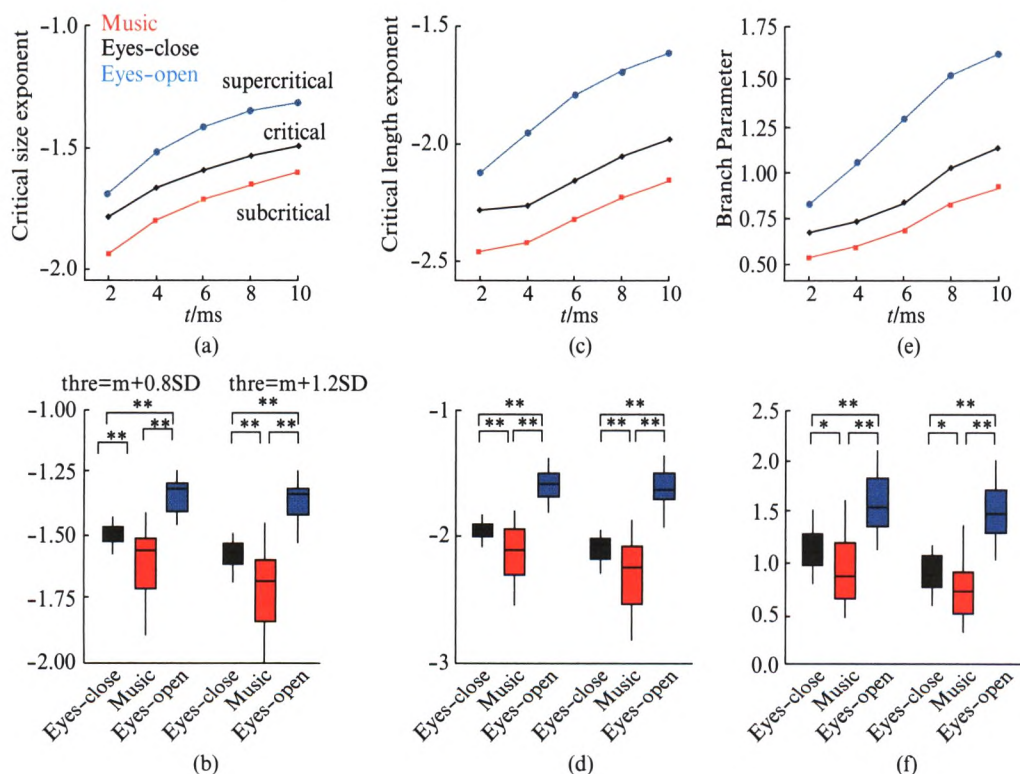 Music
Eyes-close
Eyes-open
supercritical
critical
subcritical
Critical size exponent
-1.0
-1.5
-2.0
2 4 6 8 10
t/ms
(a)
Critical length exponent
-1.5
-2.0
-2.5
2 4 6 8 10
t/ms
(c)
Branch Parameter
1.75
1.50
1.25
1.00
0.75
0.50
2 4 6 8 10
t/ms
(e)
thre=m+0.8SD thre=m+1.2SD
-1.00
-1.25
-1.50
-1.75
-2.00
** ** ** ** ** **
Eyes-close Music Eyes-open Eyes-close Music Eyes-open
(b)
-1
-2
-3
** ** ** ** ** **
Eyes-close Music Eyes-open Eyes-close Music Eyes-open
(d)
2.5
2.0
1.5
1.0
0.5
0.0
** * ** ** * **
Eyes-close Music Eyes-open Eyes-close Music Eyes-open
(f)